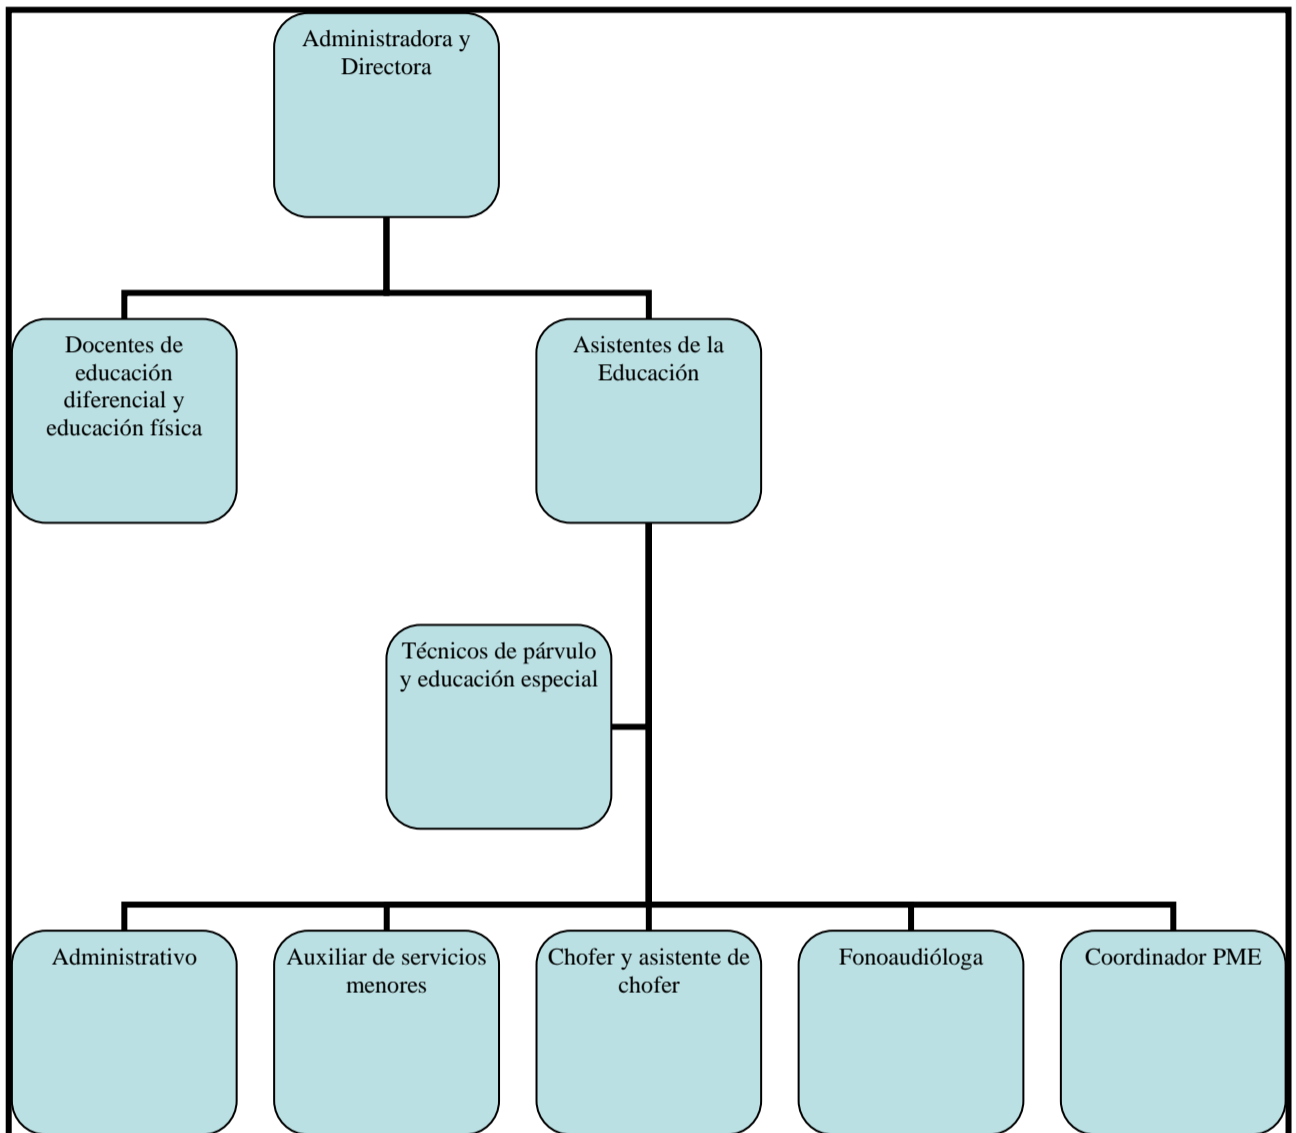 Administradora y
Directora
Docentes de
educación
diferencial y
educación física
Asistentes de la
Educación
Técnicos de párvulo
y educación especial
Administrativo
Auxiliar de servicios
menores
Chofer y asistente de
chofer
Fonoaudióloga
Coordinador PME